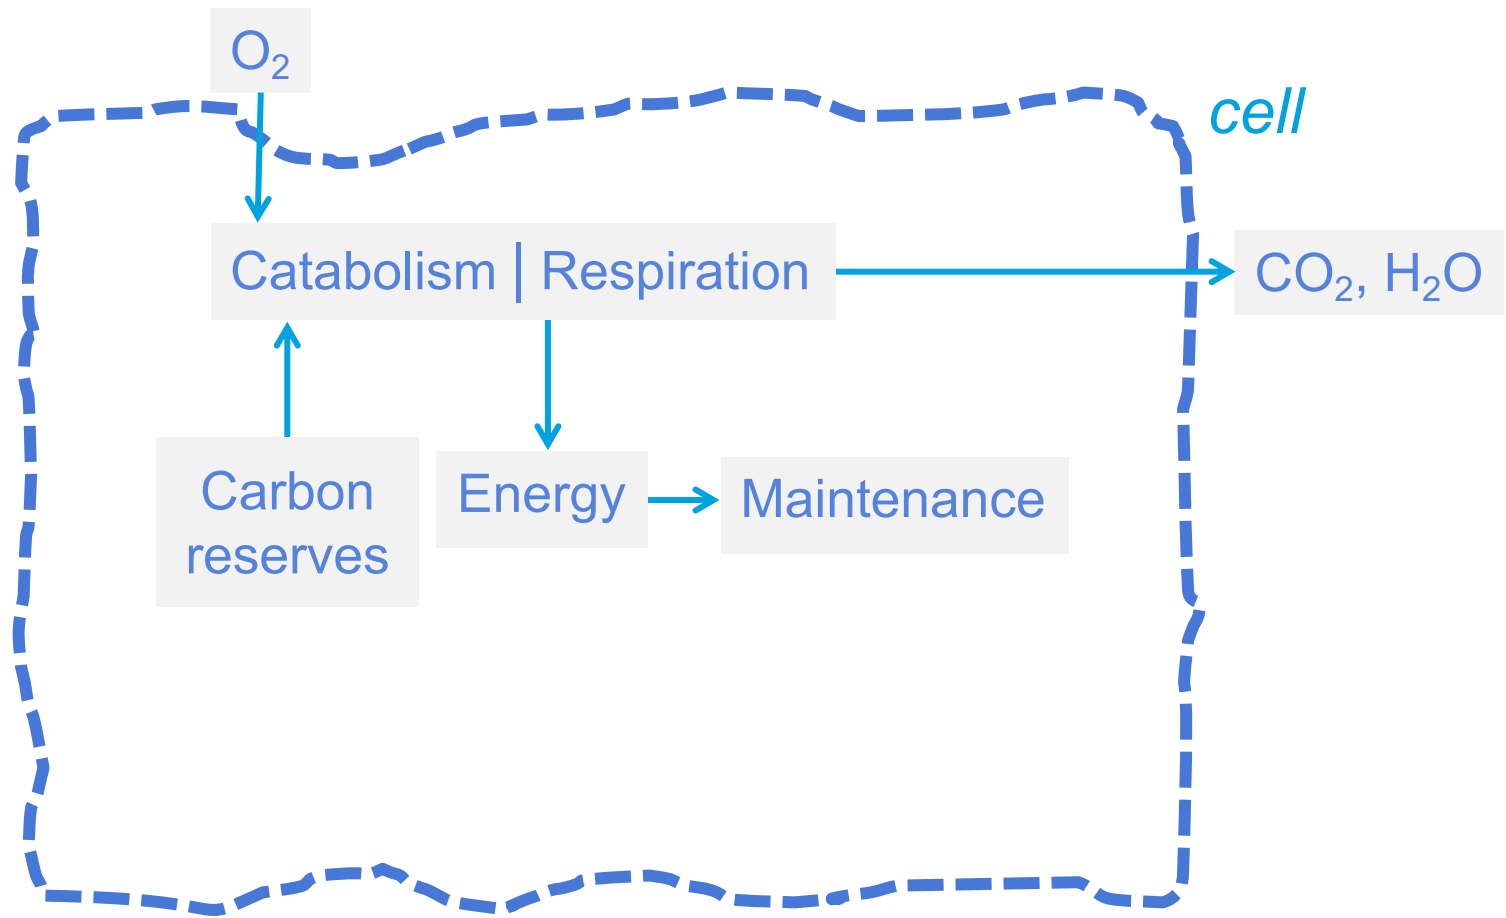 O₂
cell
Catabolism | Respiration
CO₂, H₂O
Carbon
reserves
Energy
Maintenance